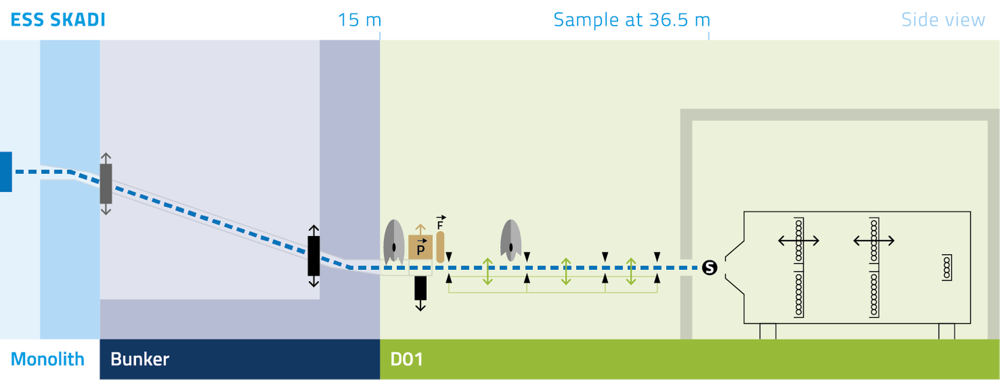 ESS SKADI
15 m
Sample at 36.5 m
Side view
F
P
S
Monolith
Bunker
D01